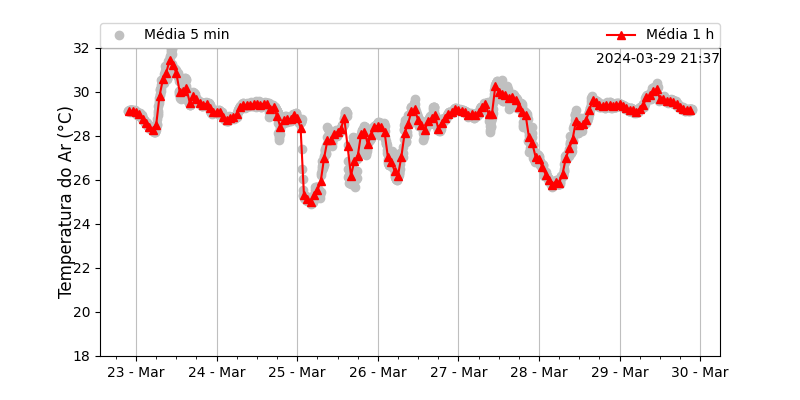 Média 5 min
Média 1 h
2024-03-29 21:37
Temperatura do Ar (°C)
32
30
28
26
24
22
20
18
23 - Mar
24 - Mar
25 - Mar
26 - Mar
27 - Mar
28 - Mar
29 - Mar
30 - Mar